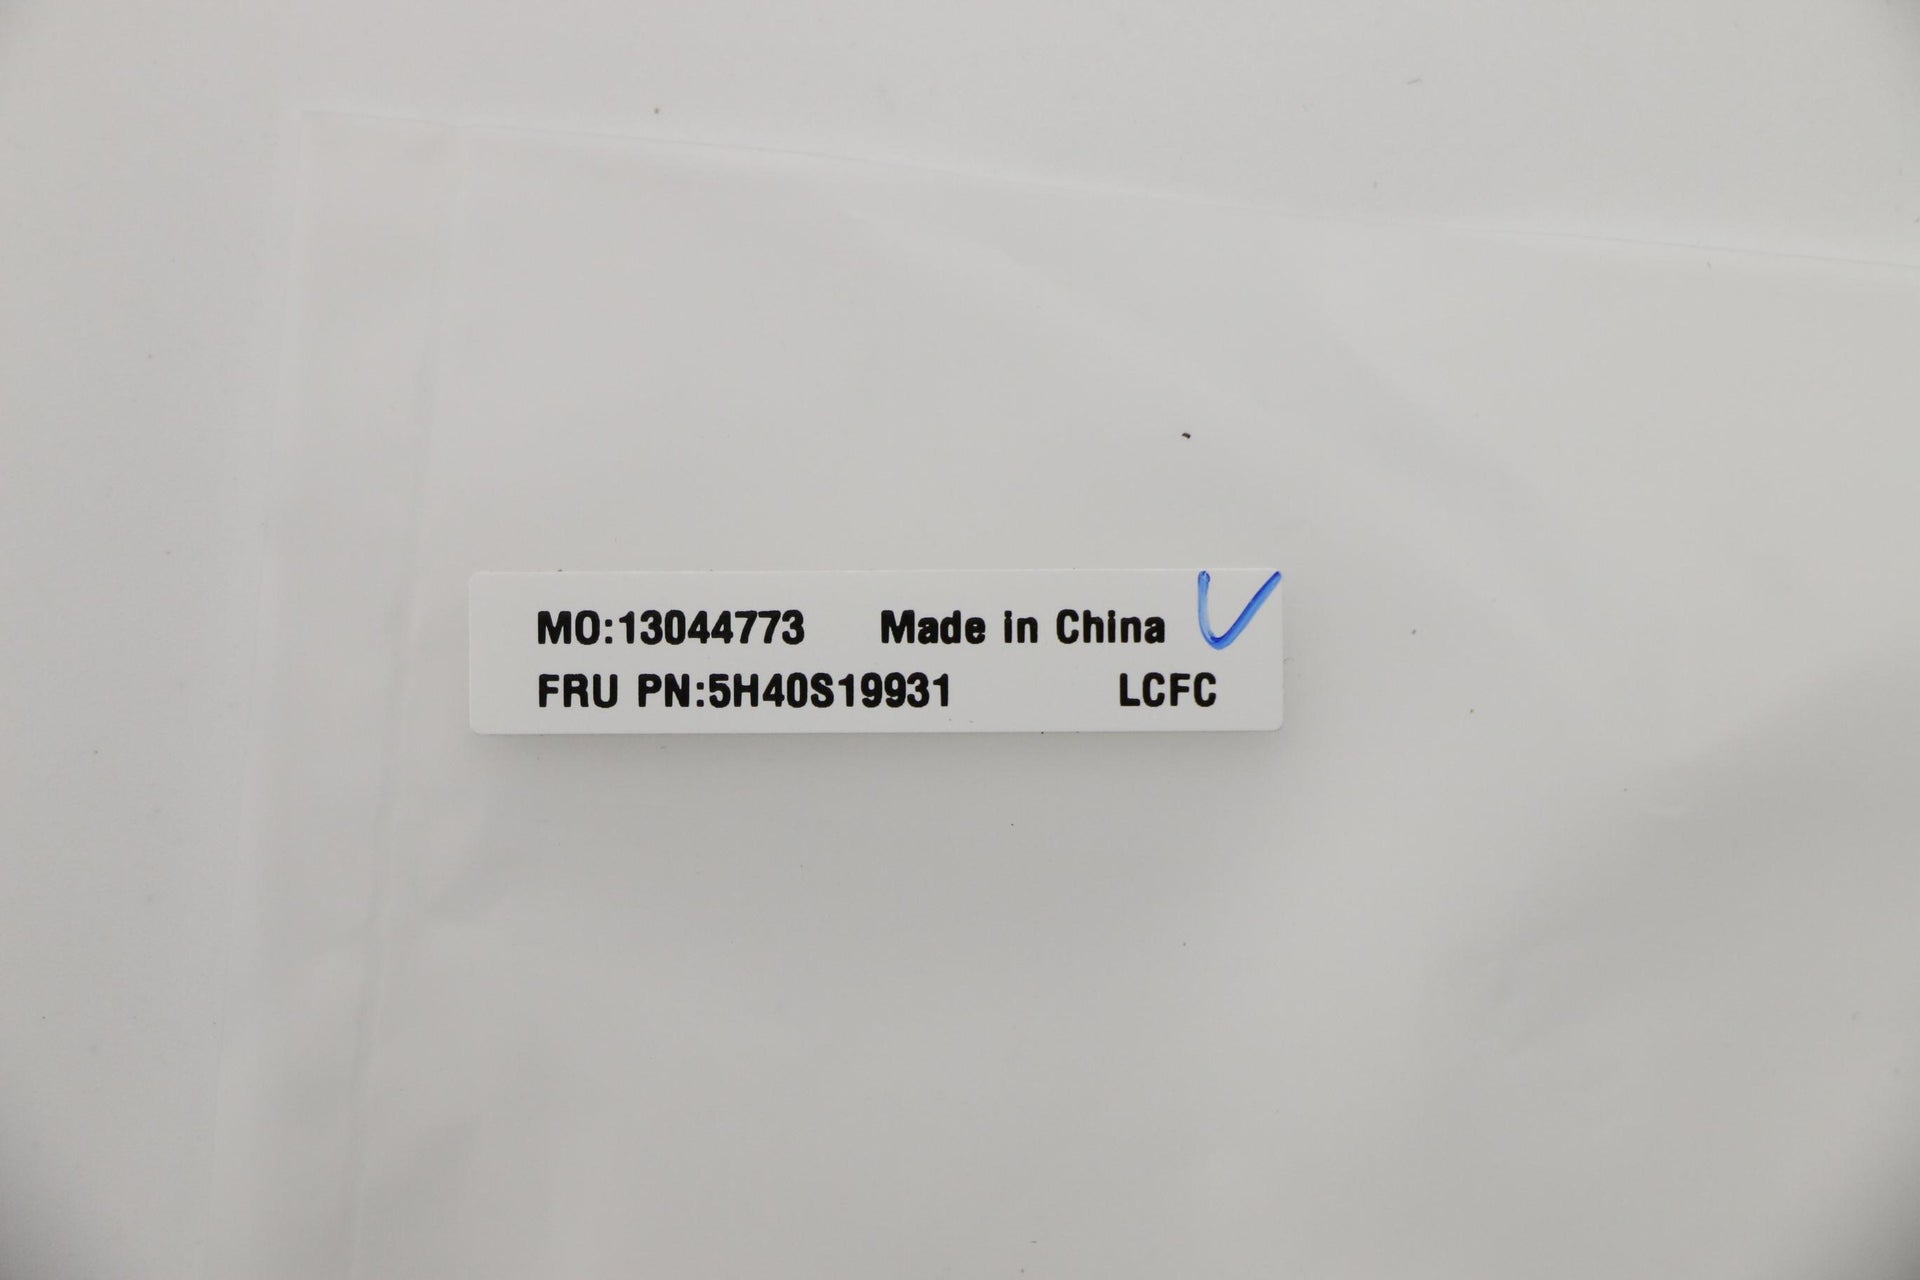 MO:13044773 Made in China
FRU PN:5H40S19931 LCFC